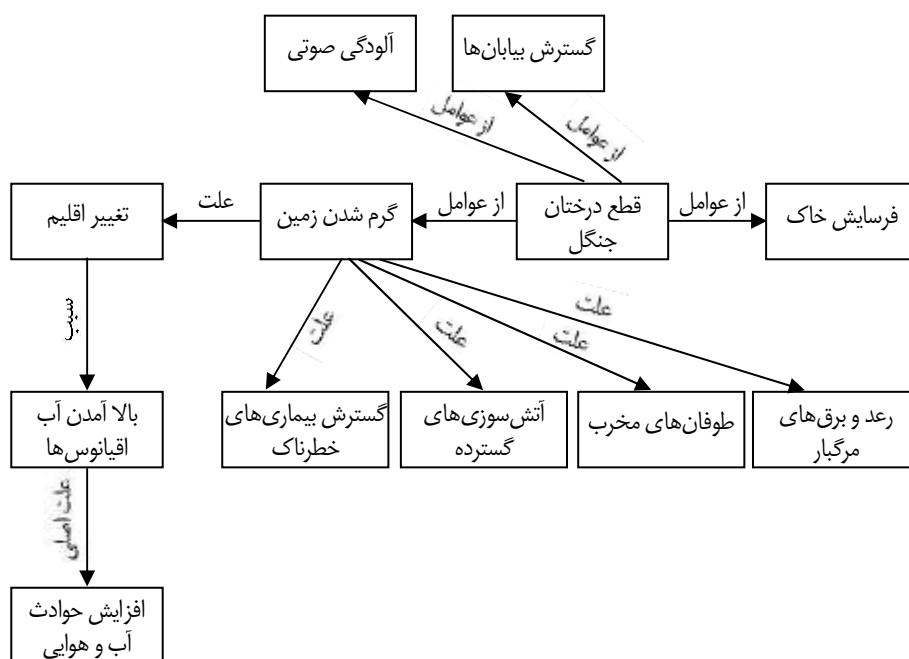 آلودگی صوتی
گسترش بیابان‌ها
از عوامل
از عوامل
تغییر اقلیم
علت
گرم شدن زمین
از عوامل
قطع درختان
جنگل
از عوامل
فرسایش خاک
سبب
علت
علت
علت
علت
بالا آمدن آب
اقیانوس‌ها
گسترش بیماری‌های
خطرناک
آتش‌سوزی‌های
گسترده
طوفان‌های مخرب
رعد و برق‌های
مرگبار
علت اصلی
افزایش حوادث
آب و هوایی